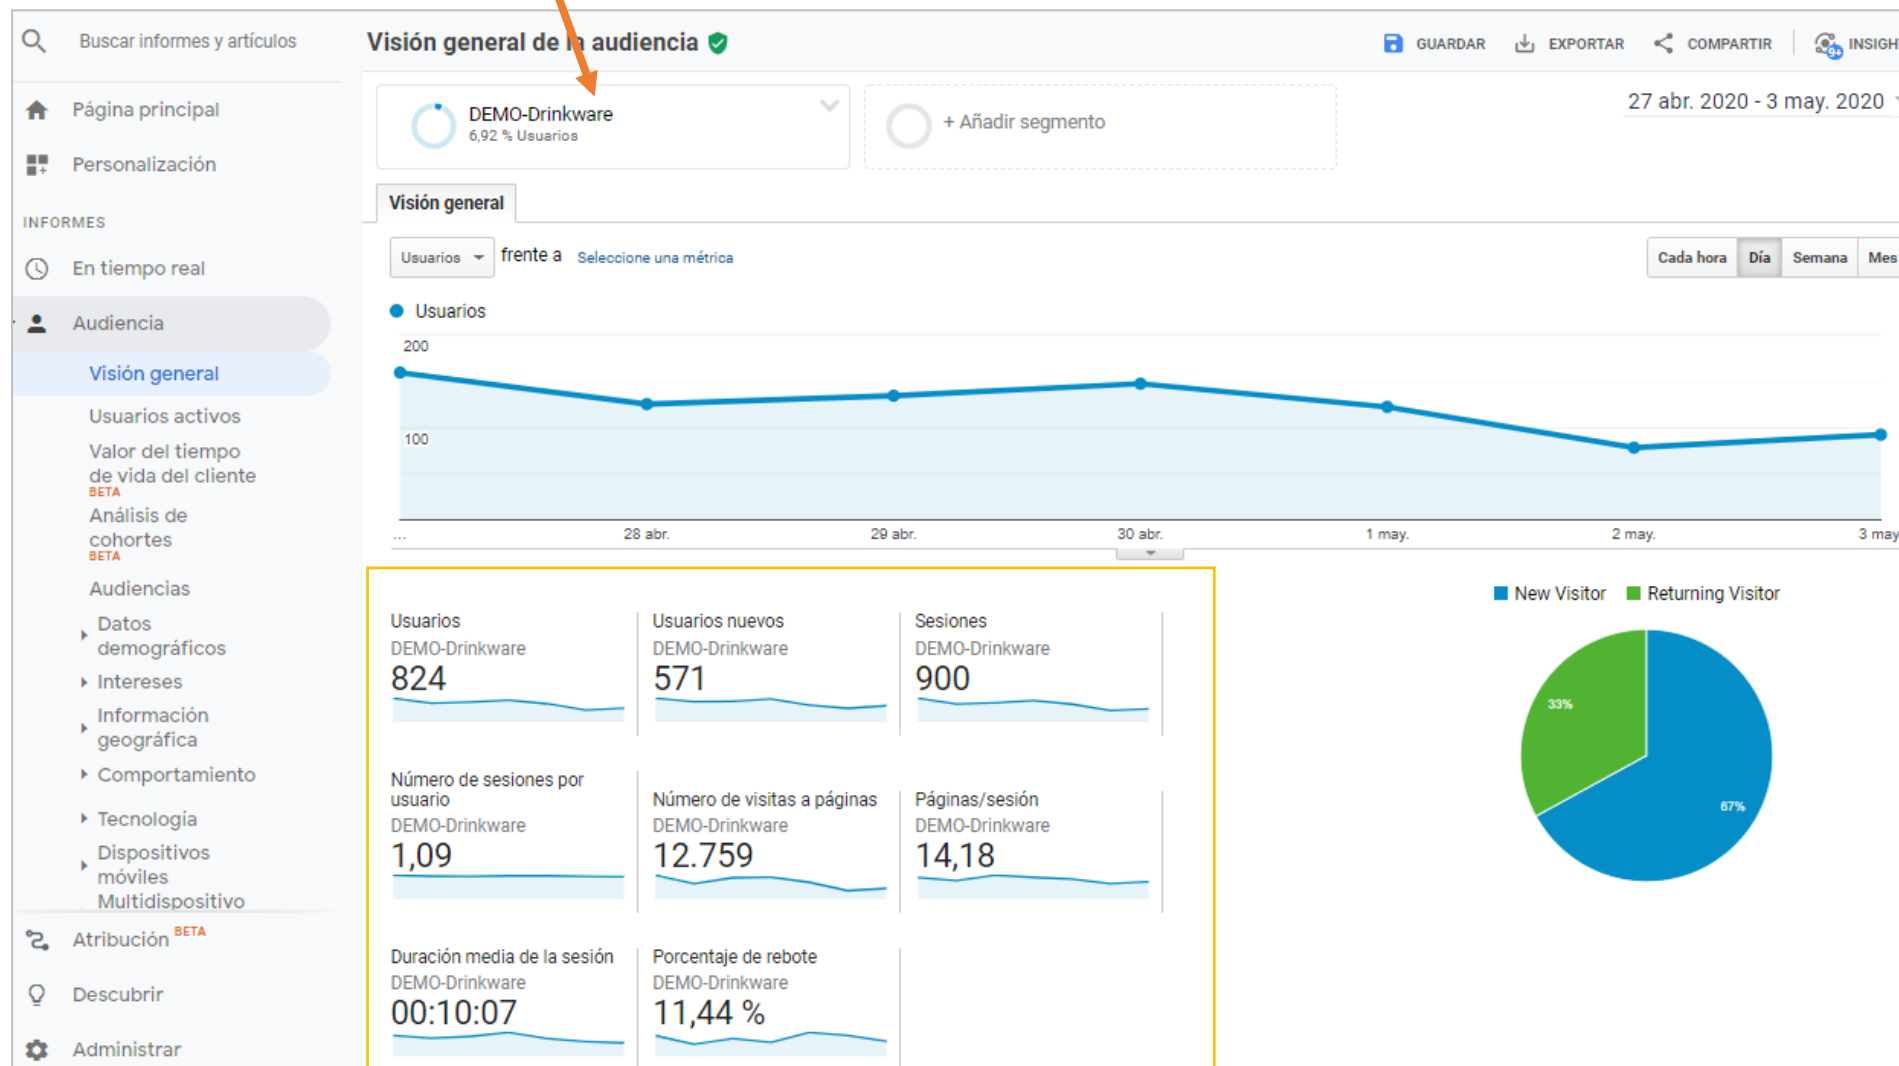 Buscar informes y artículos
Página principal
Personalización
INFORMES
En tiempo real
Audiencia
Visión general
Usuarios activos
Valor del tiempo
de vida del cliente
BETA
Análisis de
cohortes
BETA
Audiencias
Datos
demográficos
Intereses
Información
geográfica
Comportamiento
Tecnología
Dispositivos
móviles
Multidispositivo
Atribución BETA
Descubrir
Administrar
Visión general de la audiencia
GUARDAR
EXPORTAR
COMPARTIR
9+
INSIGH
DEMO-Drinkware
6,92 % Usuarios
+ Añadir segmento
27 abr. 2020 - 3 may. 2020
Visión general
Usuarios frente a Seleccione una métrica
Cada hora Día Semana Mes
Usuarios
200
100
... 28 abr. 29 abr. 30 abr. 1 may. 2 may. 3 may
Usuarios
DEMO-Drinkware
824
Usuarios nuevos
DEMO-Drinkware
571
Sesiones
DEMO-Drinkware
900
Número de sesiones por
usuario
DEMO-Drinkware
1,09
Número de visitas a páginas
DEMO-Drinkware
12.759
Páginas/sesión
DEMO-Drinkware
14,18
Duración media de la sesión
DEMO-Drinkware
00:10:07
Porcentaje de rebote
DEMO-Drinkware
11,44 %
New Visitor Returning Visitor
33%
67%